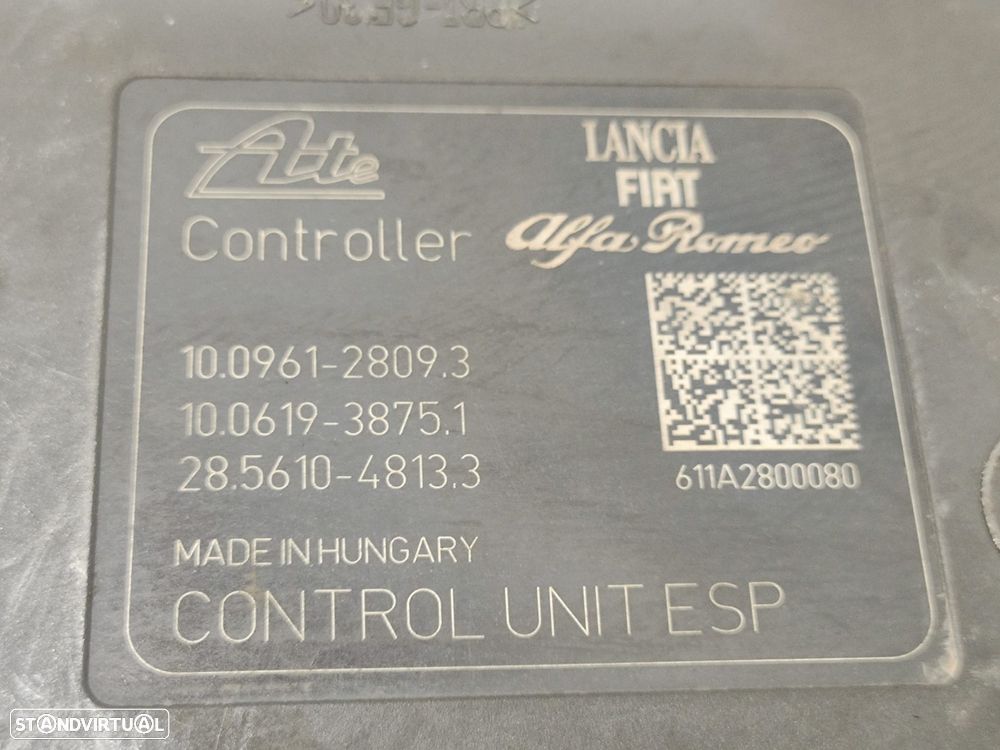 Ate
LANCIA
FIAT
Alfa Romeo
Controller
10.0961-2809.3
10.0619-3875.1
28.5610-4813.3
611A2800080
MADE IN HUNGARY
CONTROL UNIT ESP
STANDVIRTUAL